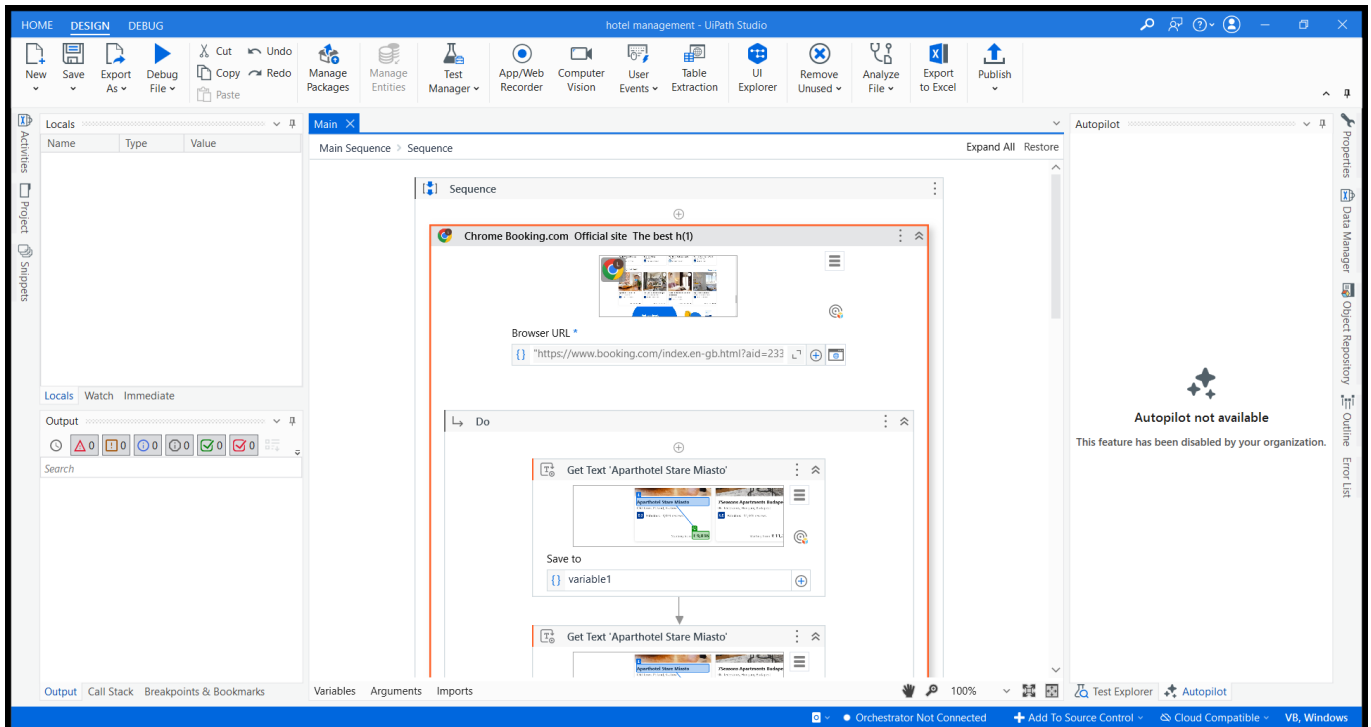 HOME DESIGN DEBUG
hotel management - UiPath Studio
New
Save
Export As
Debug File
Cut
Copy
Paste
Undo
Redo
Manage Packages
Manage Entities
Test Manager
App/Web Recorder
Computer Vision
User Events
Table Extraction
UI Explorer
Remove Unused
Analyze File
Export to Excel
Publish
Activities
Project
Snippets
Locals
Name Type Value
Locals Watch Immediate
Output
0 0 0 0 0 0
Search
Output Call Stack Breakpoints & Bookmarks
Main
Main Sequence > Sequence
Expand All Restore
Sequence
Chrome Booking.com Official site The best h(1)
Browser URL *
"https://www.booking.com/index.en-gb.html?aid=233
Do
Get Text 'Aparthotel Stare Miasto'
Aparthotel Stare Miasto
Save to
variable1
Get Text 'Aparthotel Stare Miasto'
Aparthotel Stare Miasto
Variables Arguments Imports
100%
Autopilot
Autopilot not available
This feature has been disabled by your organization.
Test Explorer Autopilot
Properties
Data Manager
Object Repository
Outline
Error List
Orchestrator Not Connected
Add To Source Control
Cloud Compatible
VB, Windows